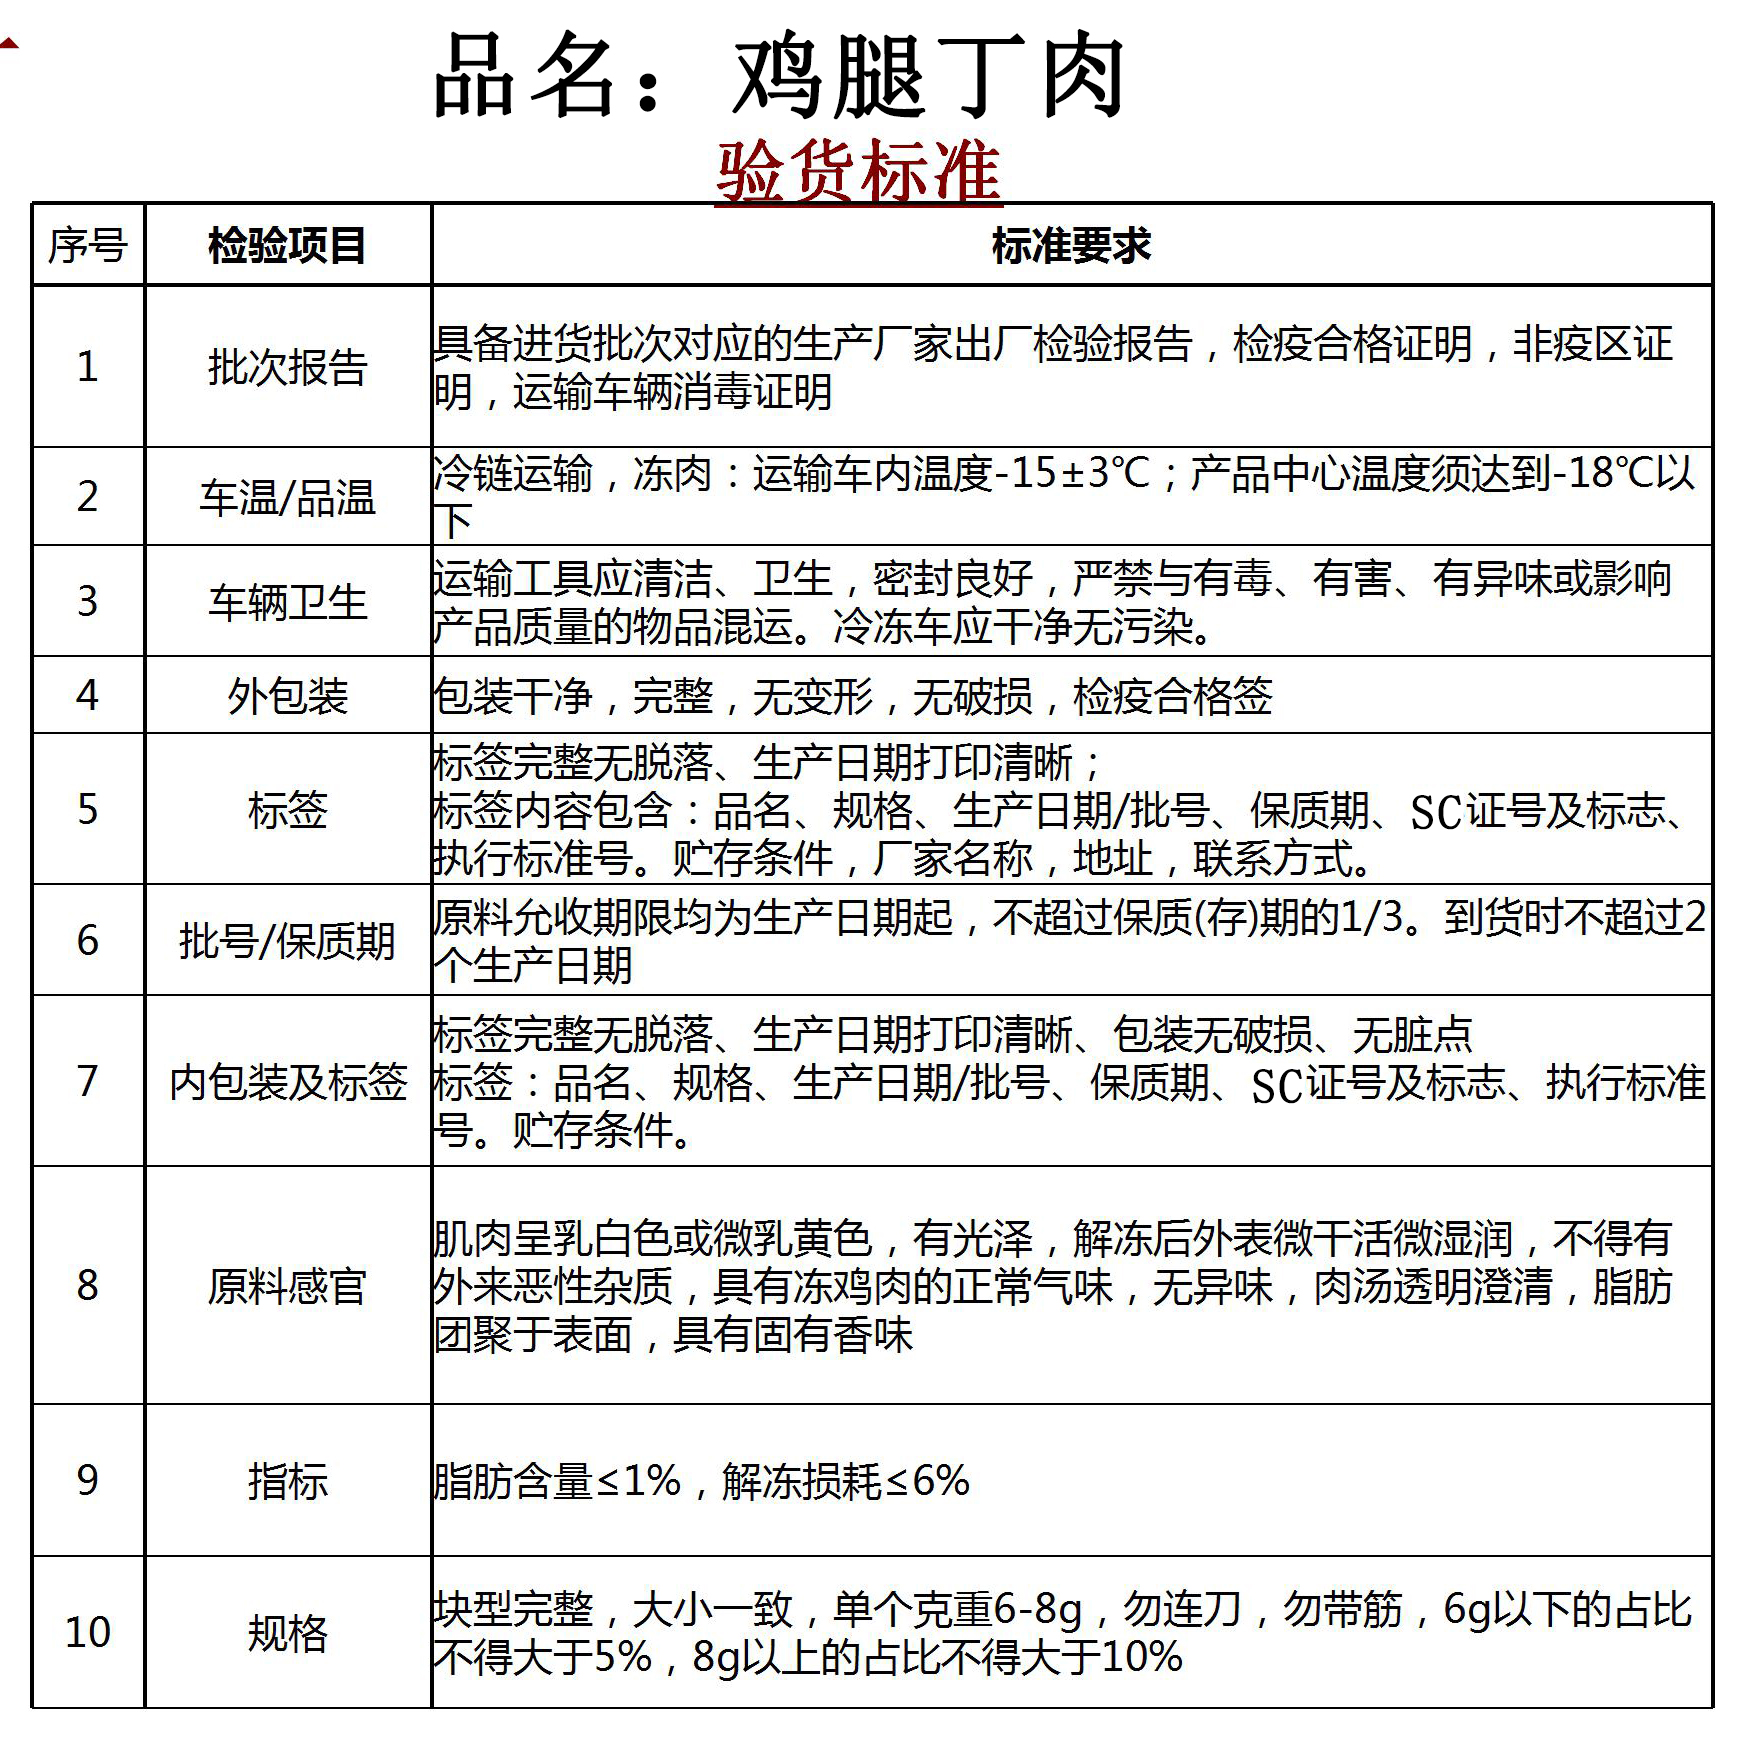 品名：鸡腿丁肉
验货标准
序号 检验项目 标准要求
1 批次报告 具备进货批次对应的生产厂家出厂检验报告，检疫合格证明，非疫区证
明，运输车辆消毒证明
2 车温/品温 冷链运输，冻肉：运输车内温度-15±3℃；产品中心温度须达到-18℃以
下
3 车辆卫生 运输工具应清洁、卫生，密封良好，严禁与有毒、有害、有异味或影响
产品质量的物品混运。冷冻车应干净无污染。
4 外包装 包装干净，完整，无变形，无破损，检疫合格签
5 标签 标签完整无脱落、生产日期打印清晰；
标签内容包含：品名、规格、生产日期/批号、保质期、SC证号及标志、
执行标准号。贮存条件，厂家名称，地址，联系方式。
6 批号/保质期 原料允收期限均为生产日期起，不超过保质(存)期的1/3。到货时不超过2
个生产日期
7 内包装及标签 标签完整无脱落、生产日期打印清晰、包装无破损、无脏点
标签：品名、规格、生产日期/批号、保质期、SC证号及标志、执行标准
号。贮存条件。
8 原料感官 肌肉呈乳白色或微乳黄色，有光泽，解冻后外表微干活微湿润，不得有
外来恶性杂质，具有冻鸡肉的正常气味，无异味，肉汤透明澄清，脂肪
团聚于表面，具有固有香味
9 指标 脂肪含量≤1%，解冻损耗≤6%
10 规格 块型完整，大小一致，单个克重6-8g，勿连刀，勿带筋，6g以下的占比
不得大于5%，8g以上的占比不得大于10%